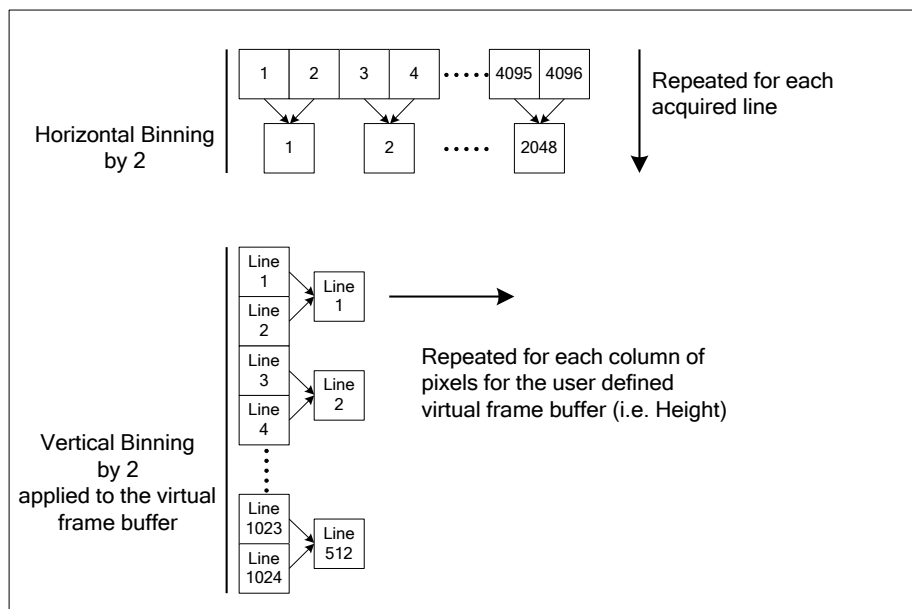 1 2 3 4 ..... 4095 4096
Repeated for each
acquired line
Horizontal Binning
by 2
1 2 ..... 2048
Line
1
Line
2
Line
1
Line
3
Line
4
Line
2
Repeated for each column of
pixels for the user defined
virtual frame buffer (i.e. Height)
Vertical Binning
by 2
applied to the virtual
frame buffer
Line
1023
Line
1024
Line
512